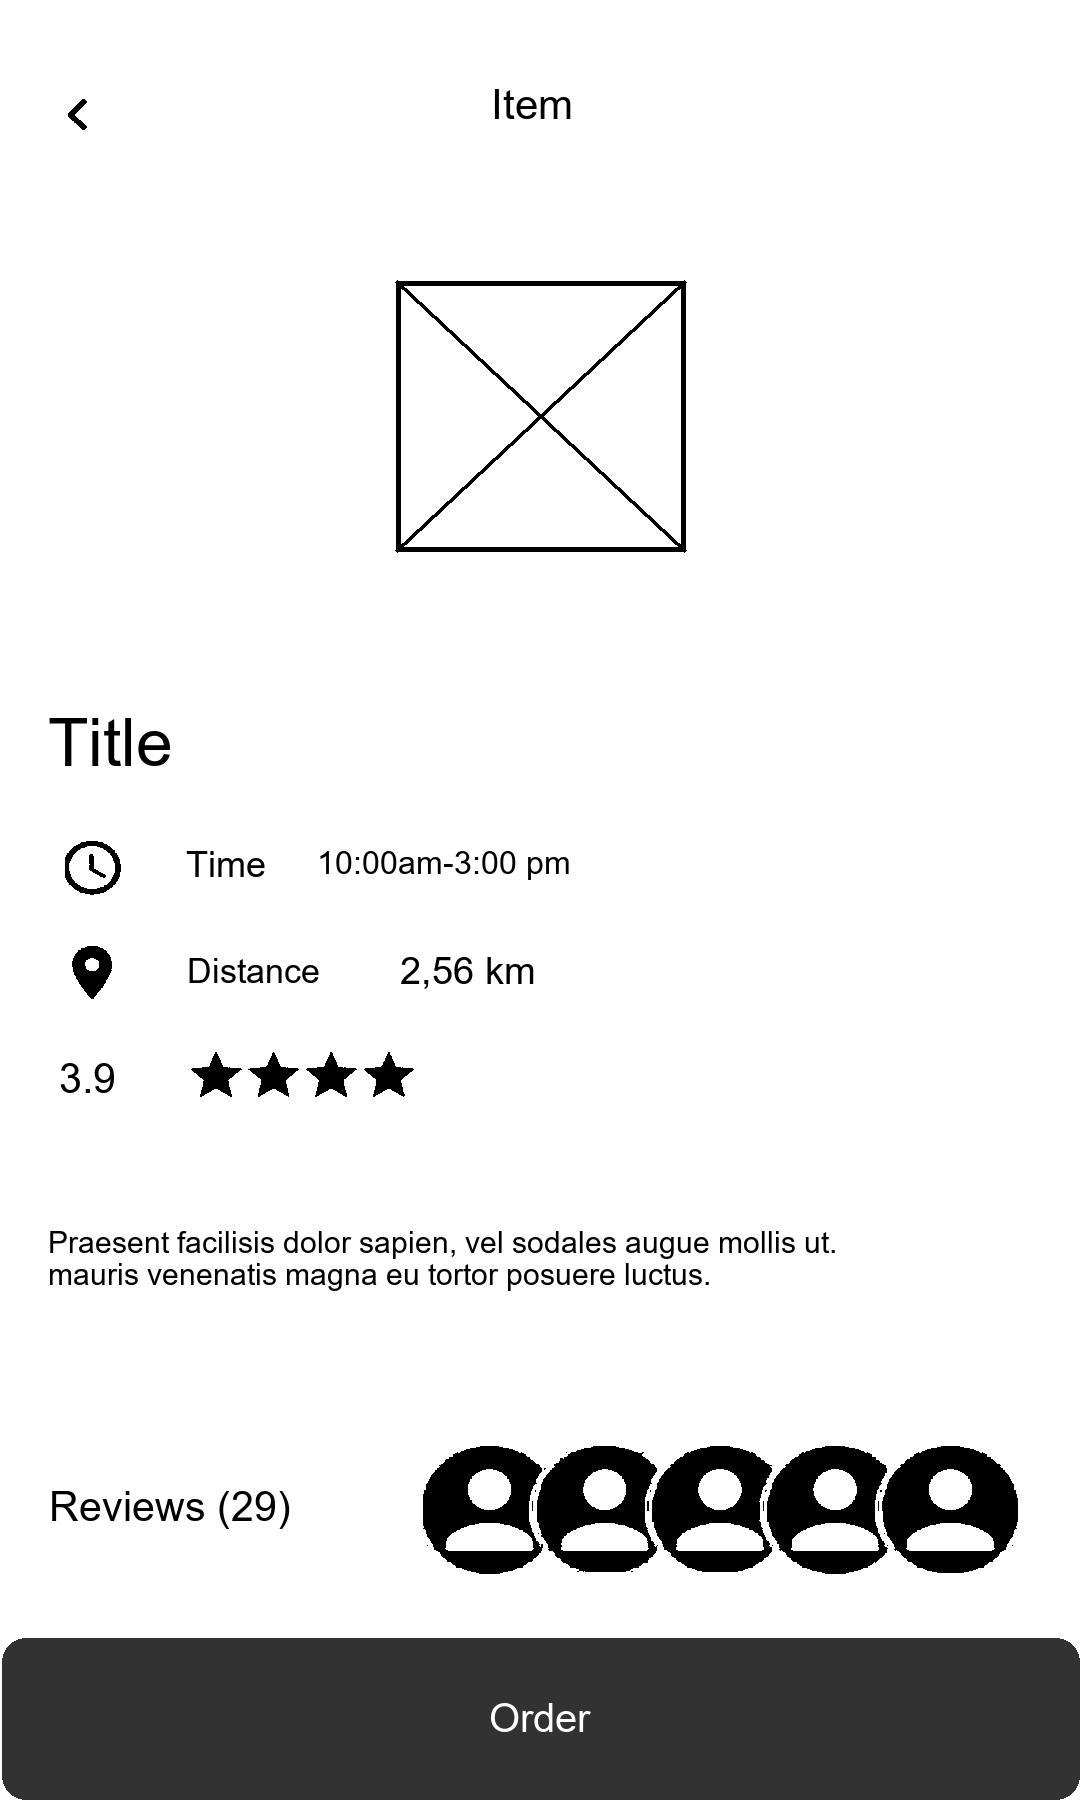 Item
Title
Time 10:00am-3:00 pm
Distance 2,56 km
3.9
Praesent facilisis dolor sapien, vel sodales augue mollis ut.
mauris venenatis magna eu tortor posuere luctus.
Reviews (29)
Order